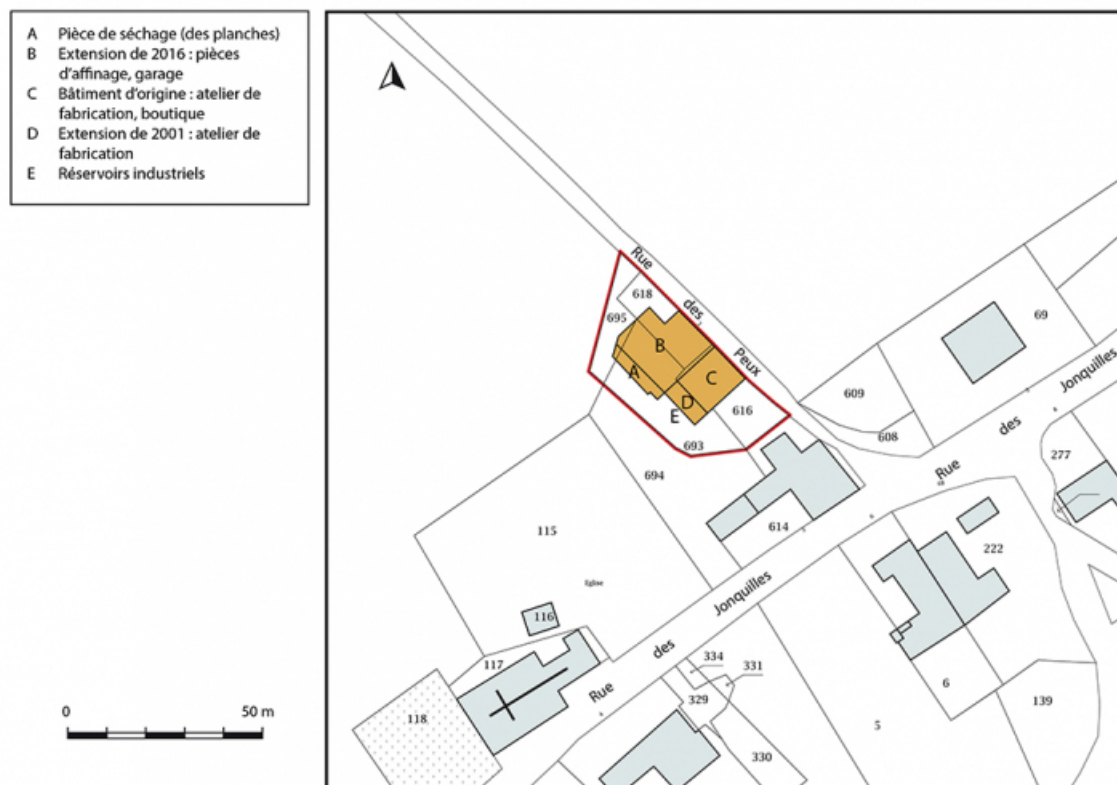 A Pièce de séchage (des planches)
B Extension de 2016 : pièces
d'affinage, garage
C Bâtiment d'origine : atelier de
fabrication, boutique
D Extension de 2001 : atelier de
fabrication
E Réservoirs industriels
0 50 m
Rue des Peux
618
695
B
A
C
D
E
616
693
694
69
609
608
Rue des Jonquilles
277
614
115
Eglise
222
116
117
118
Rue des Jonquilles
334
331
329
330
6
5
139